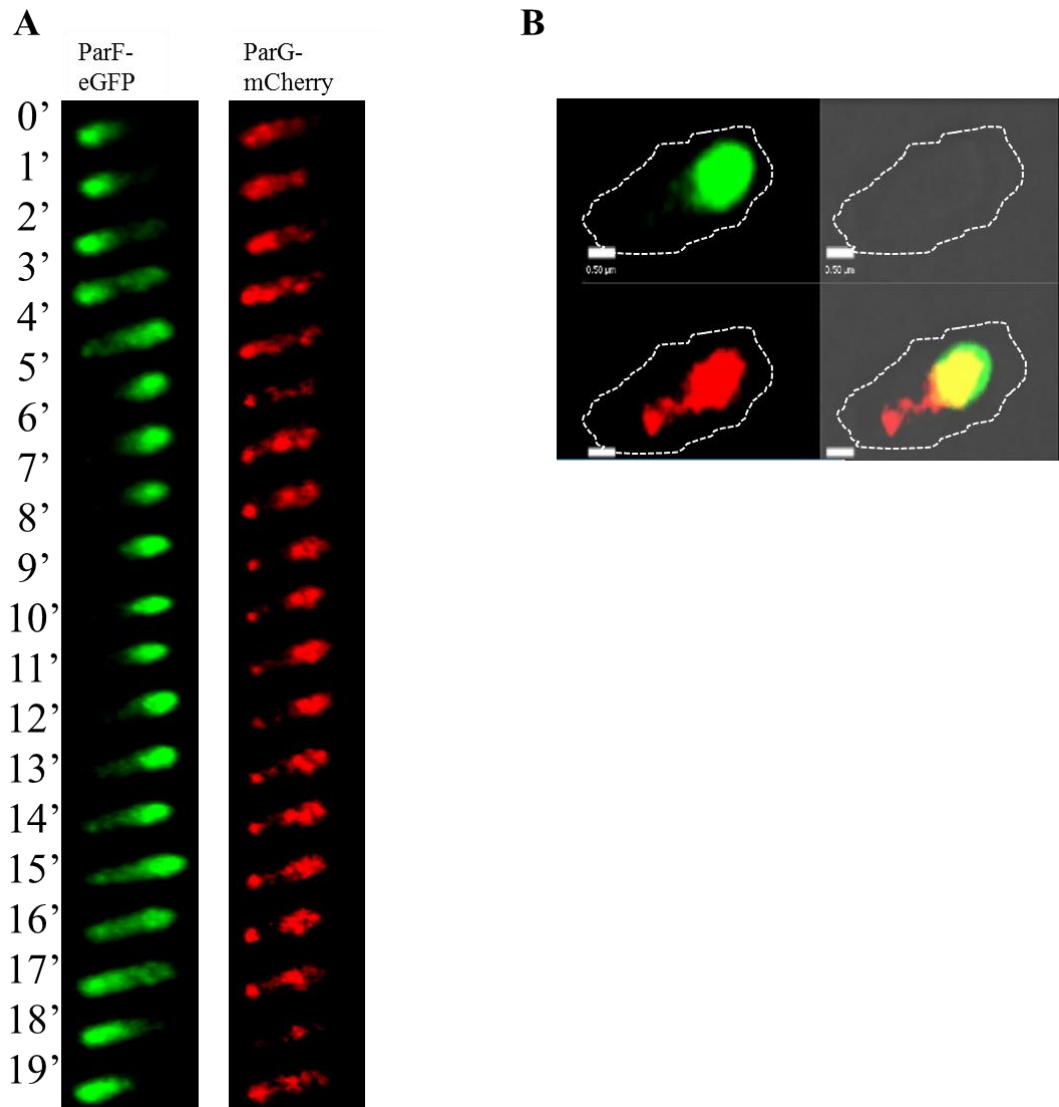 A
B
ParF-
eGFP
ParG-
mCherry
0’
1’
2’
3’
4’
5’
6’
7’
8’
9’
10’
11’
12’
13’
14’
15’
16’
17’
18’
19’
0.50 µm
0.50 µm